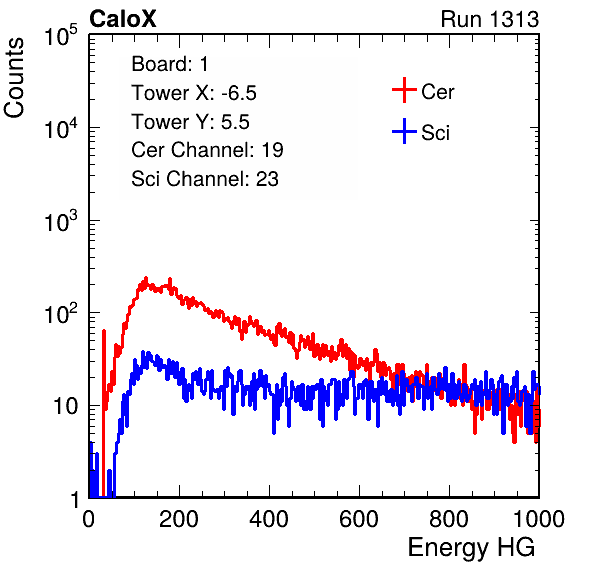 CaloX Run 1313
Counts
10^5
10^4
10^3
10^2
10
1
Board: 1
Tower X: -6.5
Tower Y: 5.5
Cer Channel: 19
Sci Channel: 23
Cer
Sci
0 200 400 600 800 1000
Energy HG